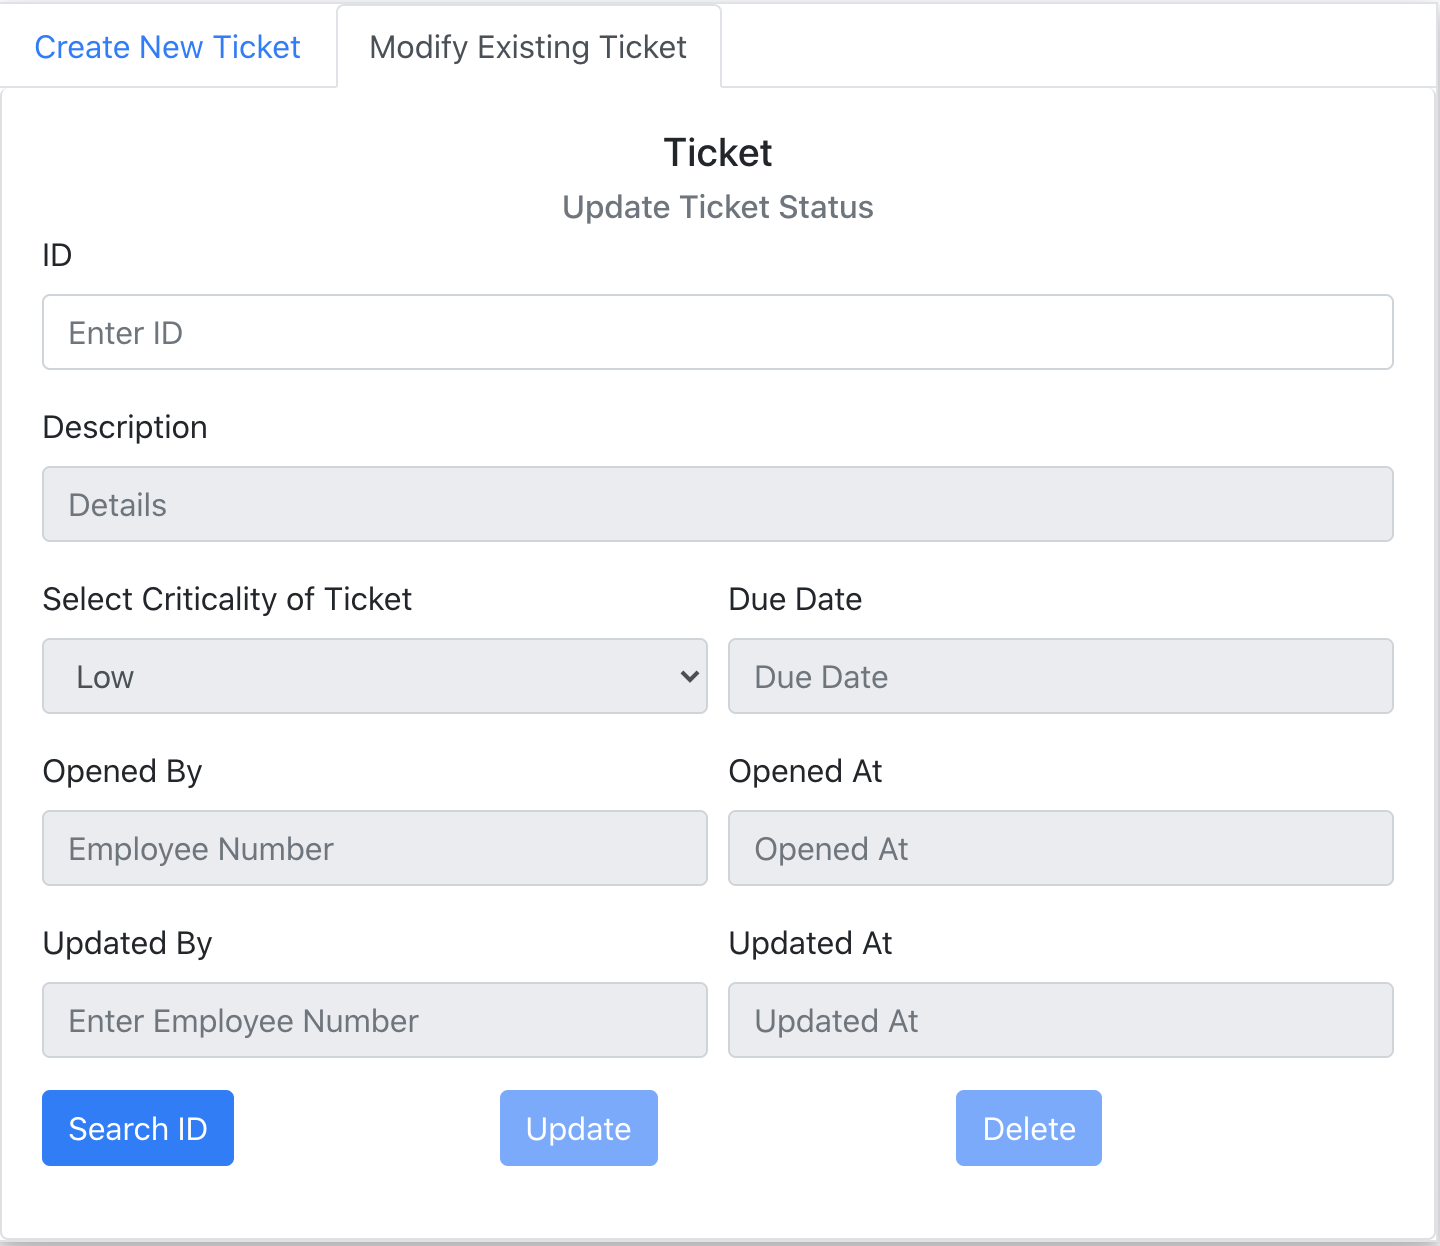 Create New Ticket
Modify Existing Ticket
Ticket
Update Ticket Status
ID
Enter ID
Description
Details
Select Criticality of Ticket
Due Date
Low
Due Date
Opened By
Opened At
Employee Number
Opened At
Updated By
Updated At
Enter Employee Number
Updated At
Search ID
Update
Delete